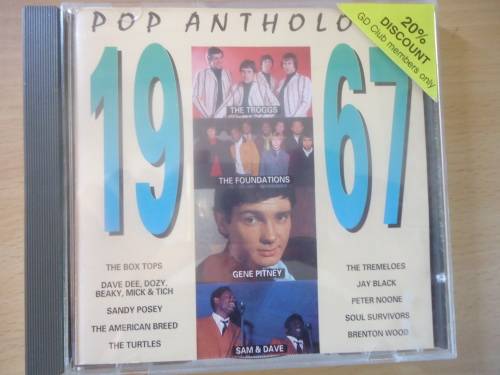 POP ANTHOLO
20%
DISCOUNT
GD Club members only
19 67
THE TROGGS
THE FOUNDATIONS
GENE PITNEY
SAM & DAVE
THE BOX TOPS
DAVE DEE, DOZY,
BEAKY, MICK & TICH
SANDY POSEY
THE AMERICAN BREED
THE TURTLES
THE TREMELOES
JAY BLACK
PETER NOONE
SOUL SURVIVORS
BRENTON WOOD